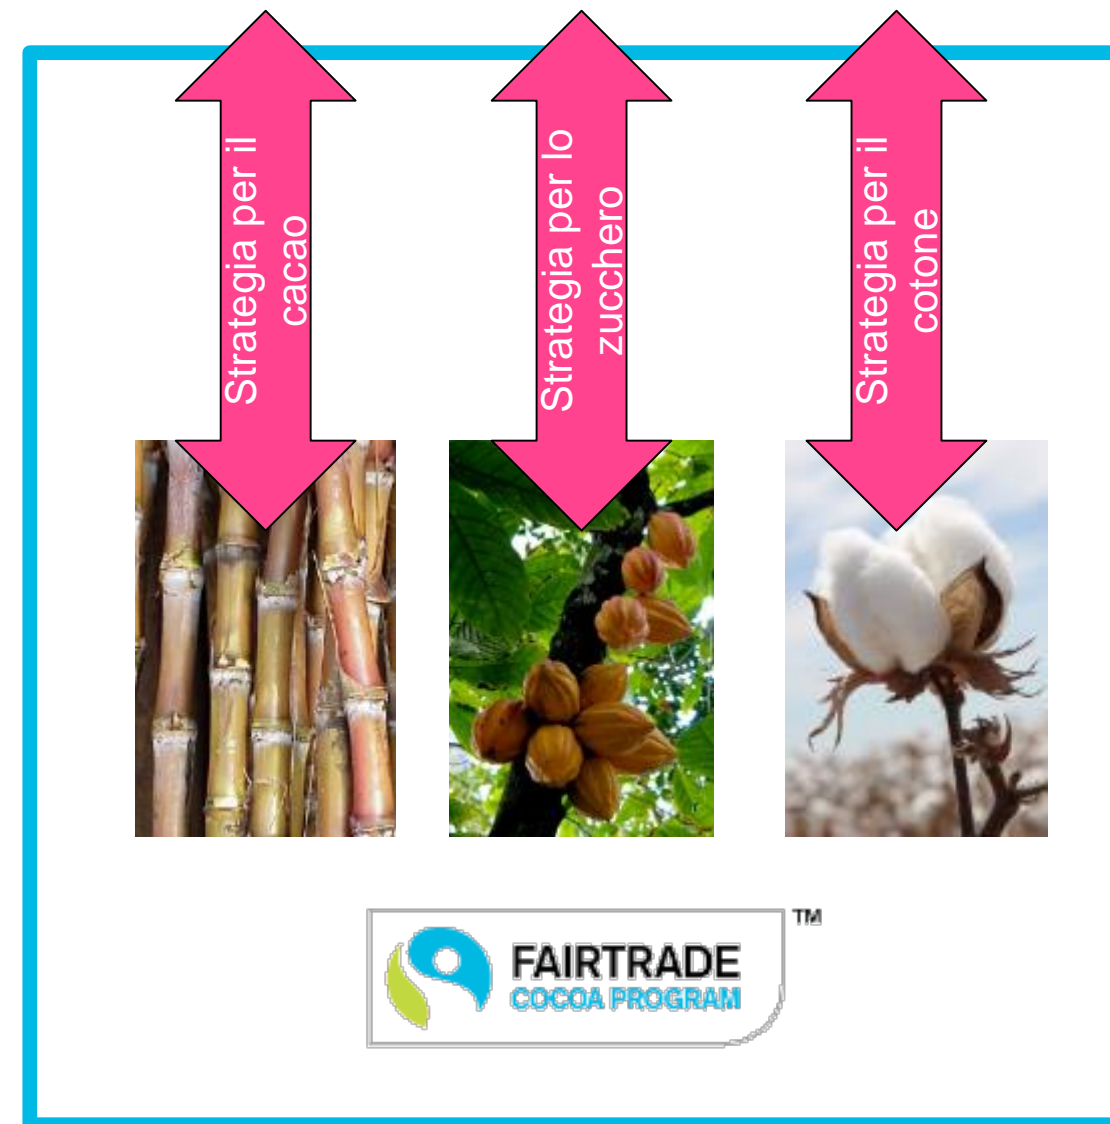 Strategia per il
cacao
Strategia per lo
zucchero
Strategia per il
cotone
TM
FAIRTRADE
COCOA PROGRAM